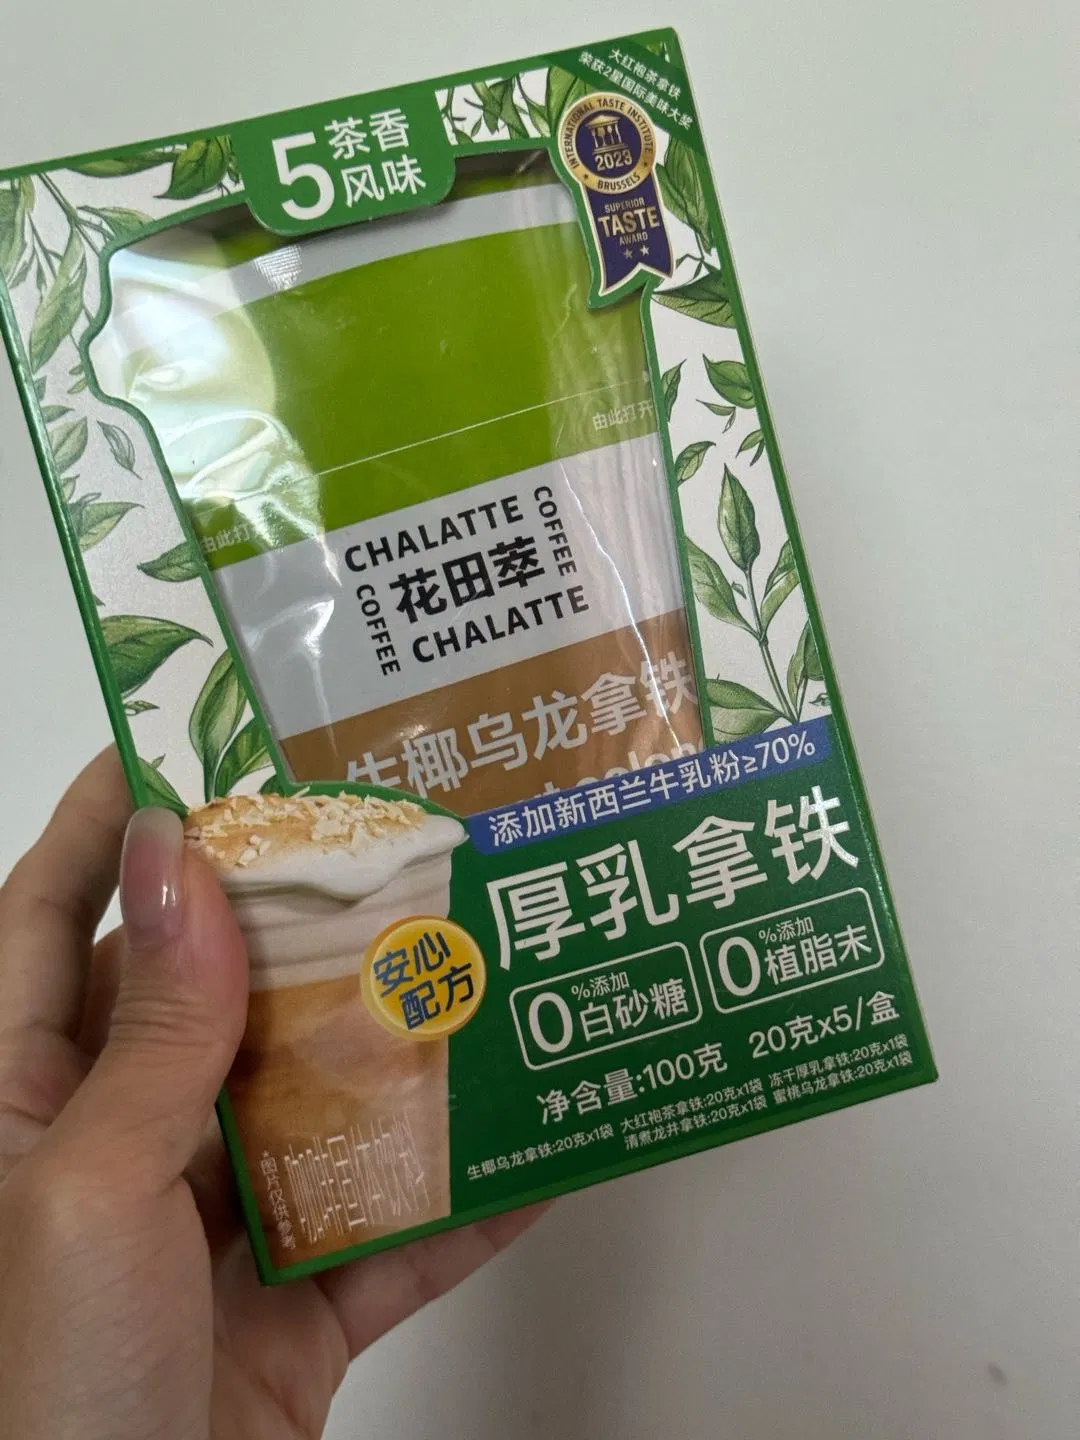 大红袍茶拿铁
荣获2星国际美味大奖
5茶香
风味
INTERNATIONAL TASTE INSTITUTE
2023
BRUSSELS
SUPERIOR
TASTE
AWARD
由此打开
由此打开
CHALATTE
COFFEE
花田萃
COFFEE
CHALATTE
生椰乌龙拿铁
添加新西兰牛乳粉≥70%
厚乳拿铁
安心
配方
0%添加
白砂糖
0%添加
植脂末
净含量:100克 20克x5/盒
生椰乌龙拿铁:20克x1袋 大红袍茶拿铁:20克x1袋 冻干厚乳拿铁:20克x1袋
清煮龙井拿铁:20克x1袋 蜜桃乌龙拿铁:20克x1袋
咖啡固体饮料
*图片仅供参考